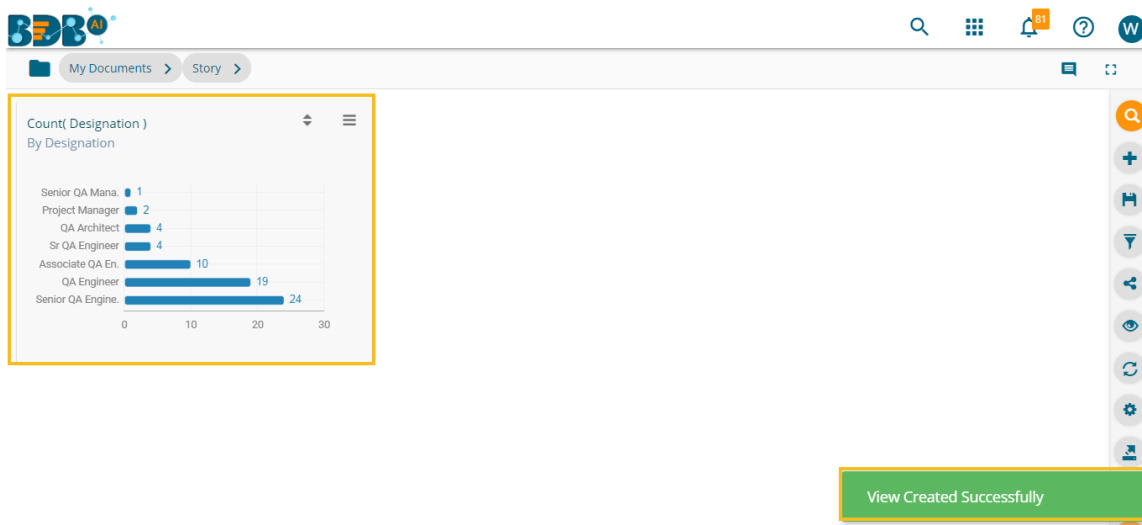 BDB AI
81
W
My Documents
Story
Count( Designation )
By Designation
Senior QA Mana. 1
Project Manager 2
QA Architect 4
Sr QA Engineer 4
Associate QA En. 10
QA Engineer 19
Senior QA Engine. 24
0 10 20 30
View Created Successfully